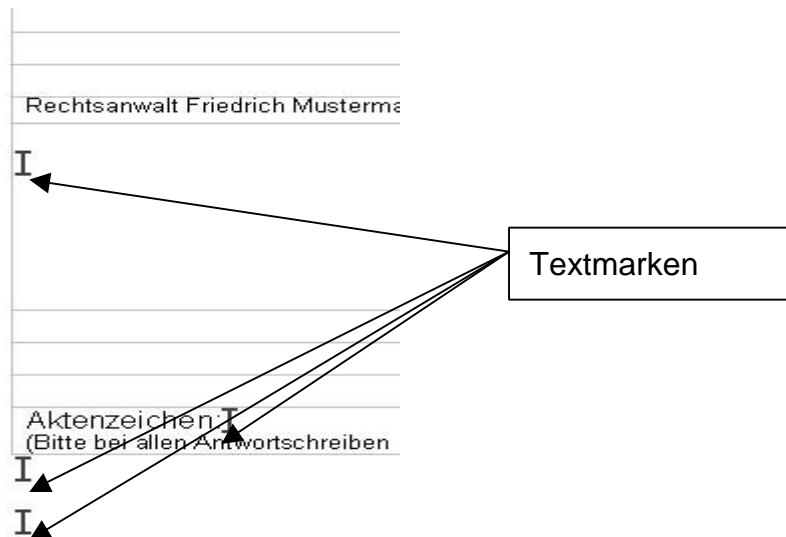 Rechtsanwalt Friedrich Musterma
Textmarken
Aktenzeichen:
(Bitte bei allen Antwortschreiben